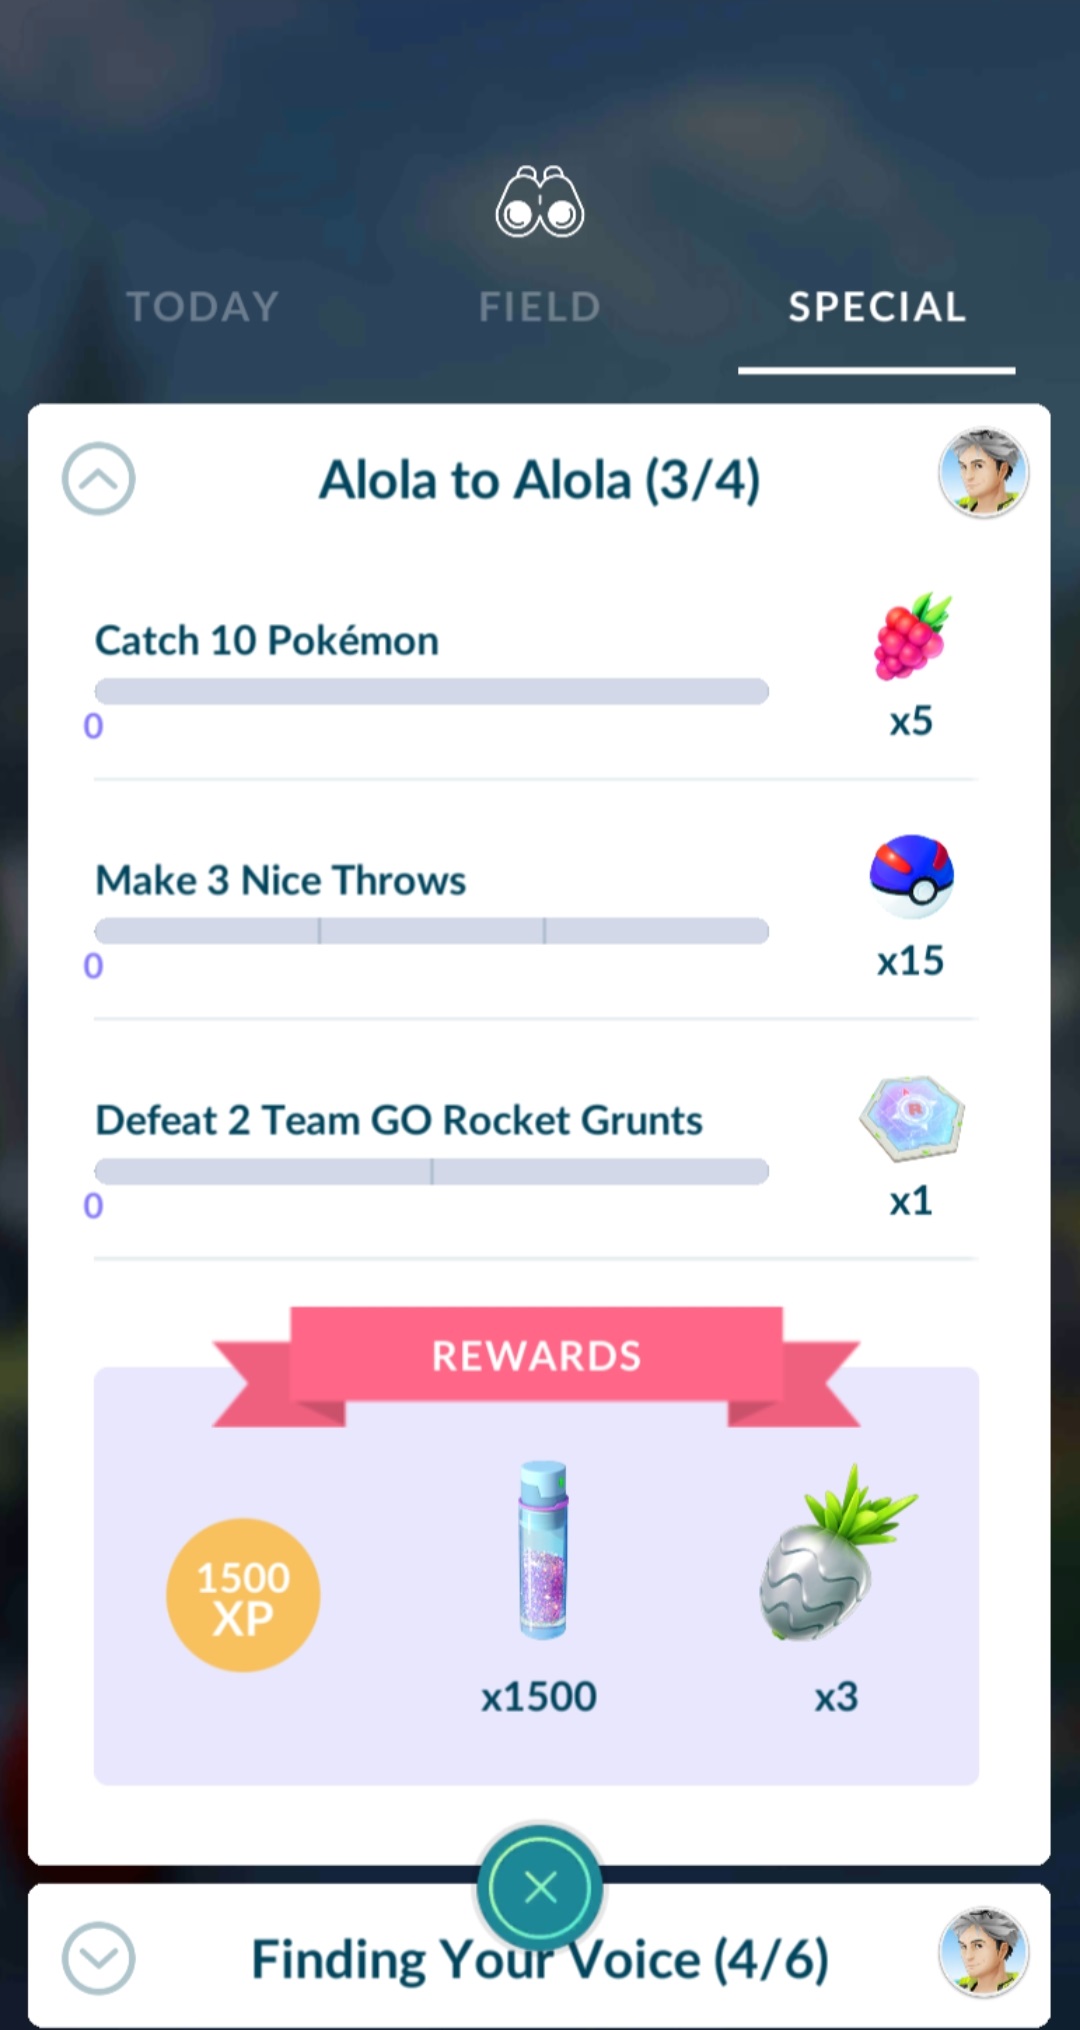 TODAY
FIELD
SPECIAL
Alola to Alola (3/4)
Catch 10 Pokémon
0
x5
Make 3 Nice Throws
0
x15
Defeat 2 Team GO Rocket Grunts
0
R
x1
REWARDS
1500
XP
x1500
x3
Finding Your Voice (4/6)